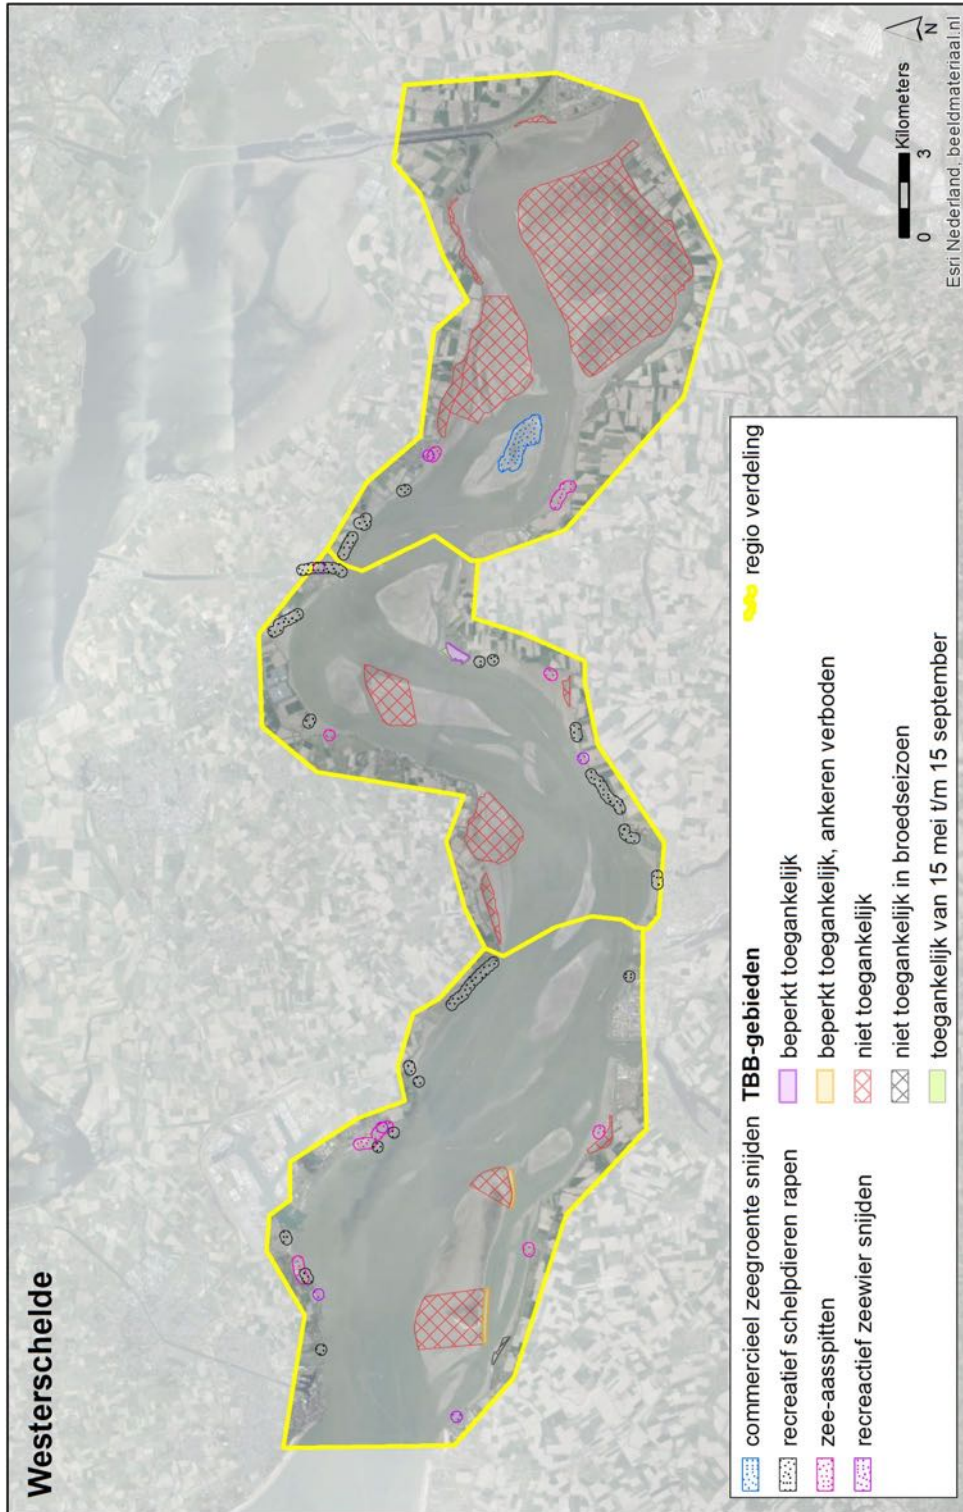 Westerschelde
commercieel zeegroente snijden
recreatief schelpdieren rapen
zee-aasspitten
recreactief zeewier snijden
TBB-gebieden
beperkt toegankelijk
beperkt toegankelijk, ankeren verboden
niet toegankelijk
niet toegankelijk in broedseizoen
toegankelijk van 15 mei t/m 15 september
regio verdeling
N
Kilometers
0 3
Esri Nederland, beeldmateriaal.nl